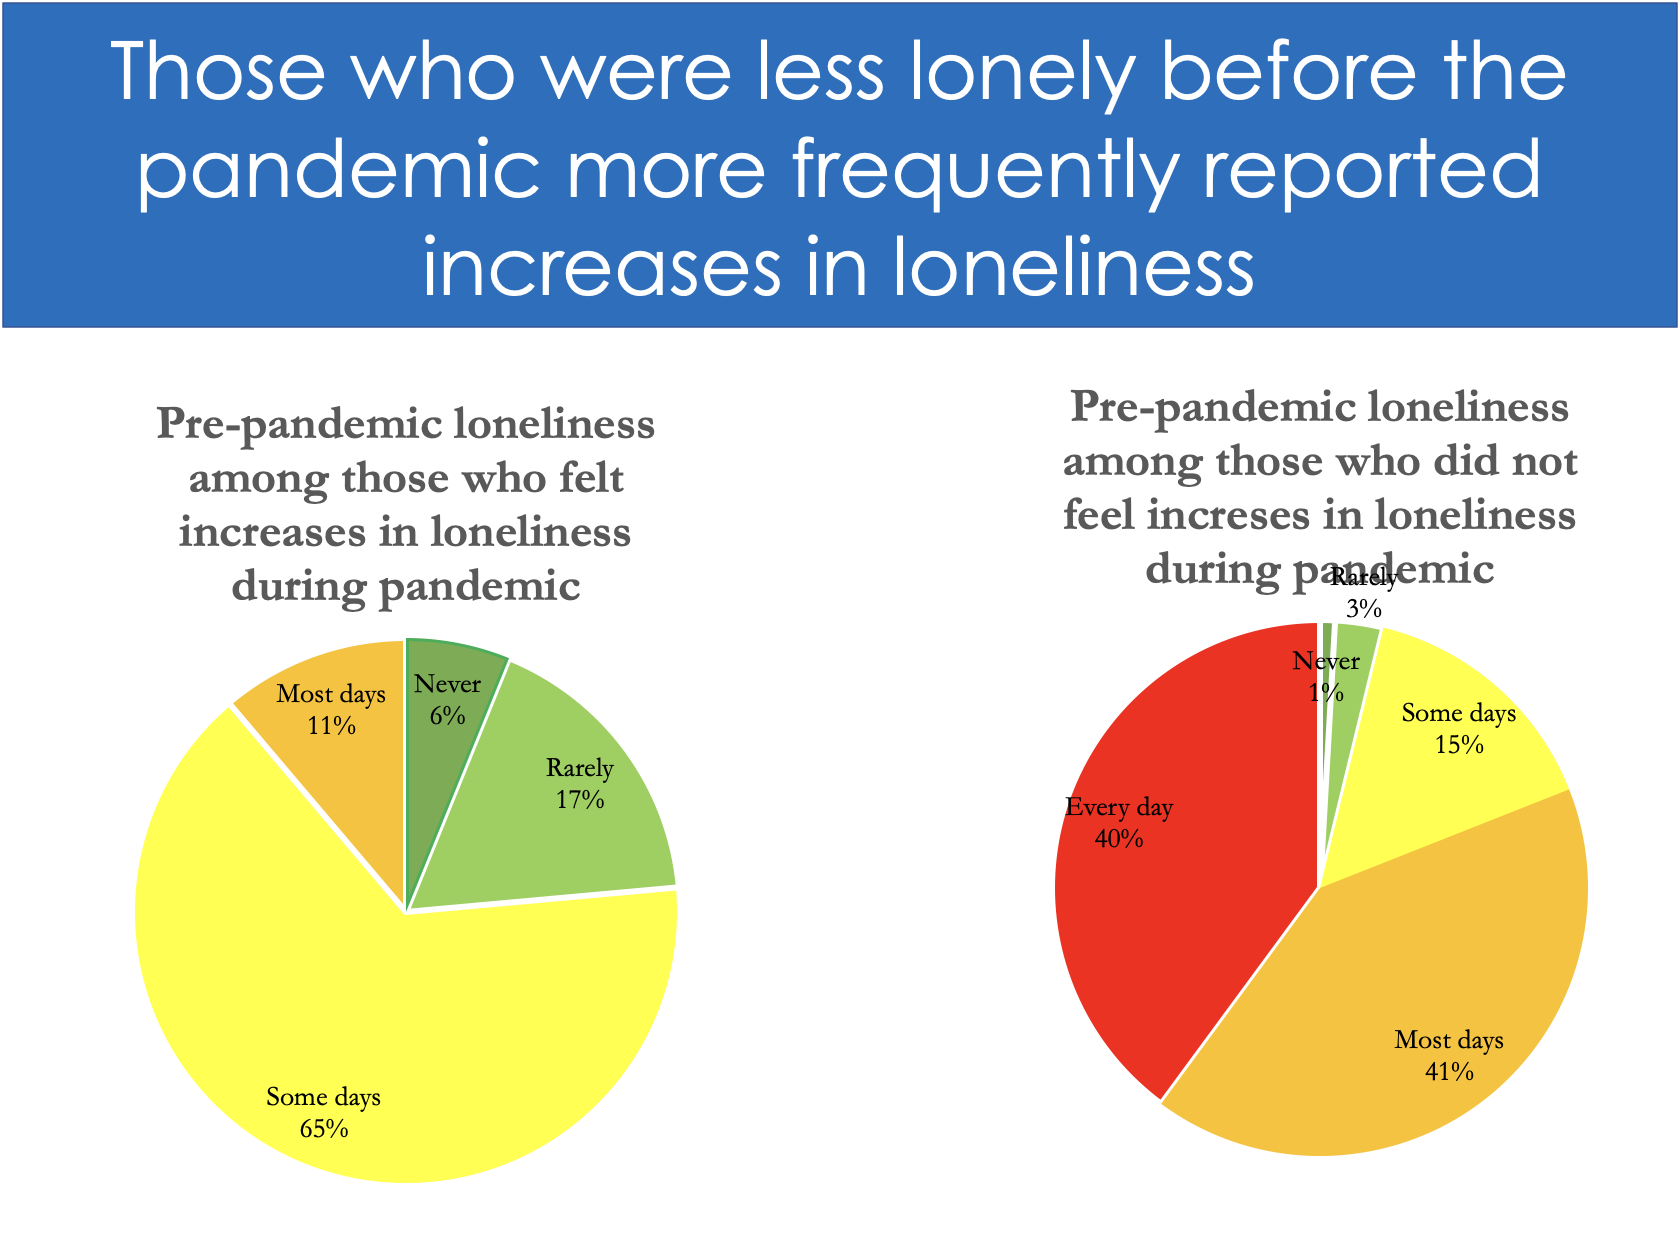 Those who were less lonely before the
pandemic more frequently reported
increases in loneliness
Pre-pandemic loneliness
among those who felt
increases in loneliness
during pandemic
Never
6%
Rarely
17%
Some days
65%
Most days
11%
Pre-pandemic loneliness
among those who did not
feel increses in loneliness
during pandemic
Never
1%
Rarely
3%
Some days
15%
Most days
41%
Every day
40%